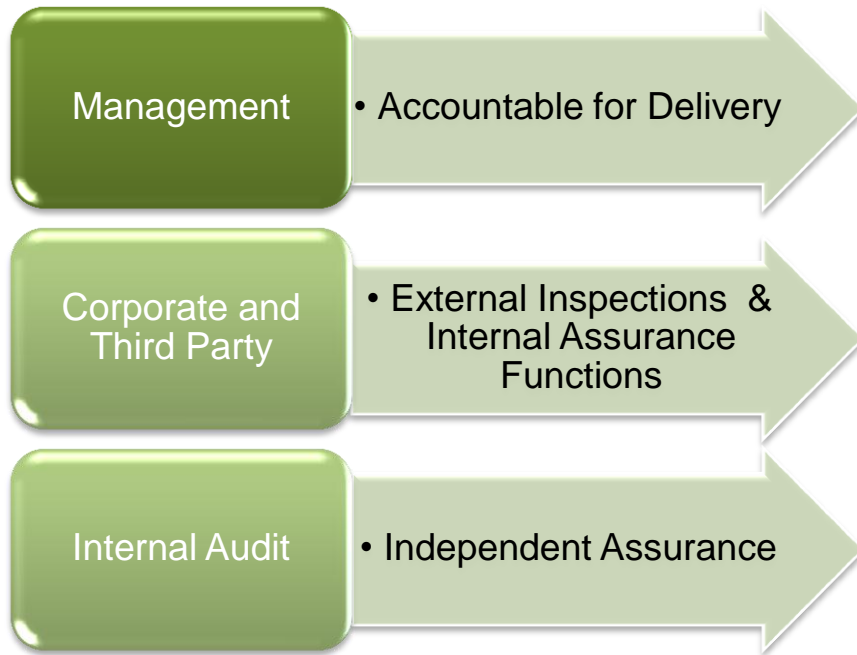 Management
• Accountable for Delivery
Corporate and
Third Party
• External Inspections &
Internal Assurance
Functions
Internal Audit
• Independent Assurance